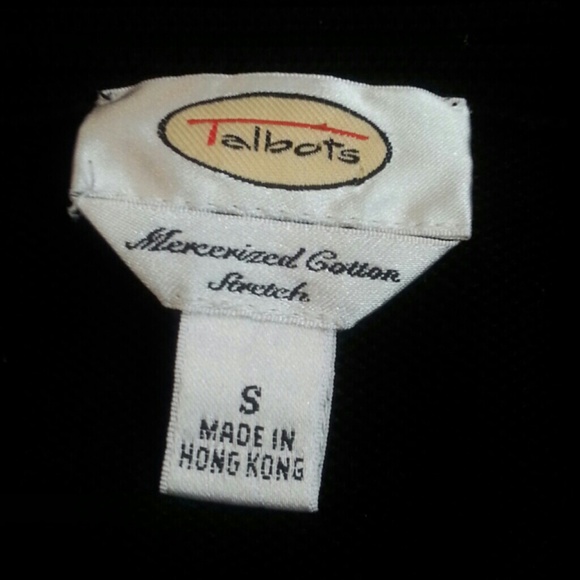 Talbots
Mercerized Cotton
Stretch
S
MADE IN
HONG KONG